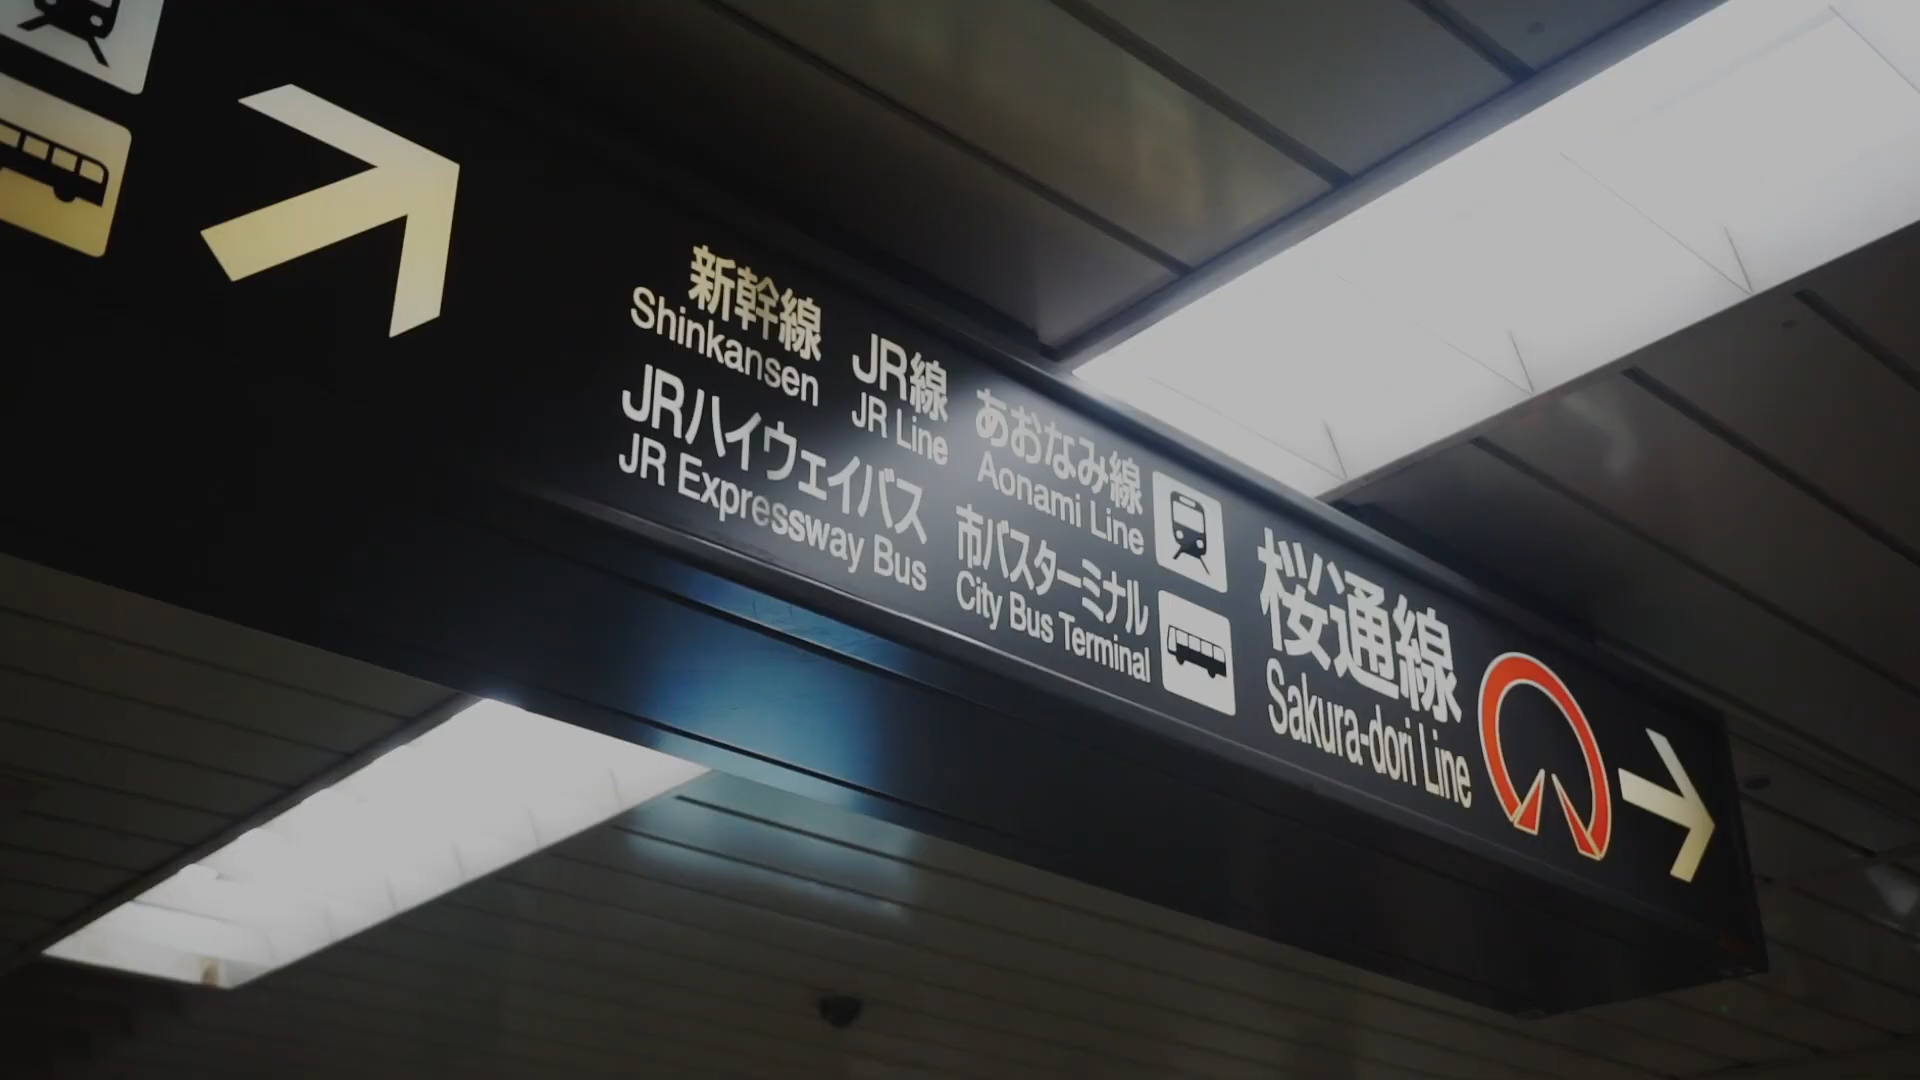 新幹線
Shinkansen
JR線
JR Line
あおなみ線
Aonami Line
JRハイウェイバス
JR Expressway Bus
市バスターミナル
City Bus Terminal
桜通線
Sakura-dori Line